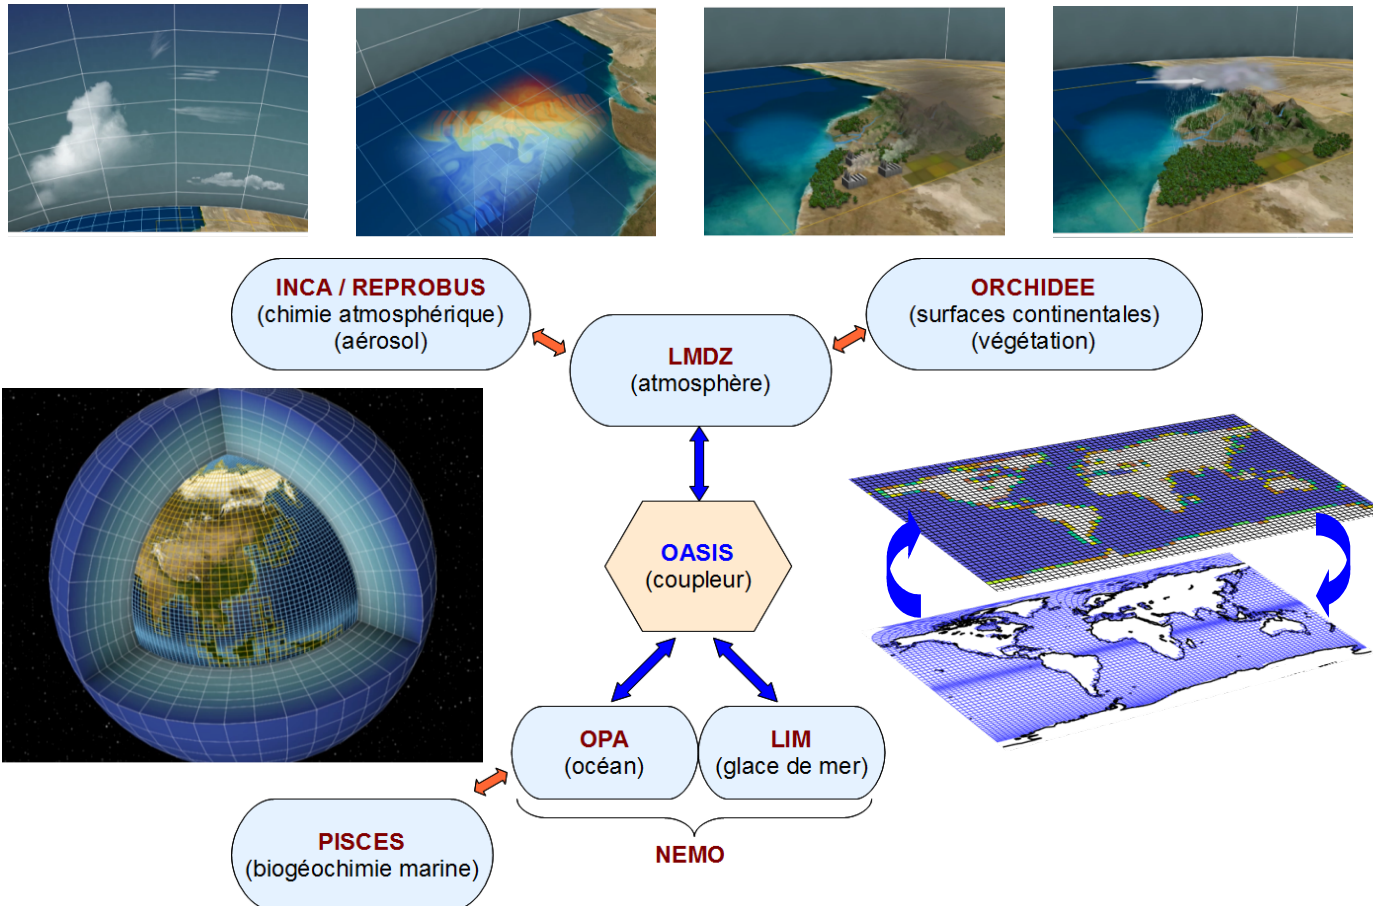 INCA / REPROBUS
(chimie atmosphérique)
(aérosol)
ORCHIDEE
(surfaces continentales)
(végétation)
LMDZ
(atmosphère)
OASIS
(coupleur)
OPA
(océan)
LIM
(glace de mer)
NEMO
PISCES
(biogéochimie marine)